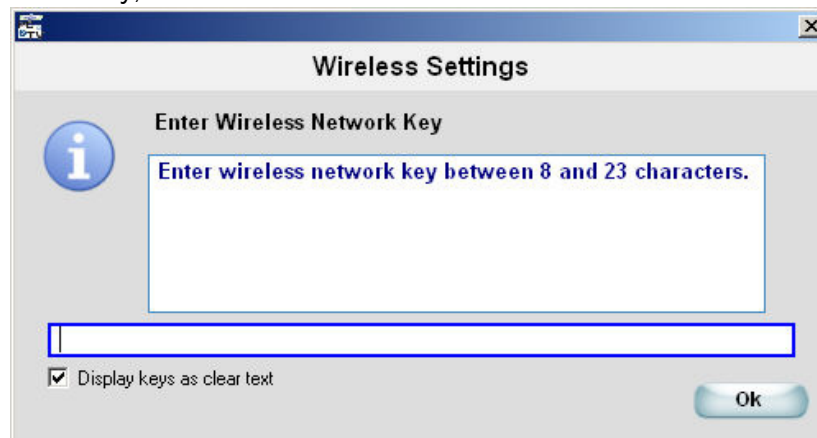 Wireless Settings
Enter Wireless Network Key
Enter wireless network key between 8 and 23 characters.
Display keys as clear text
Ok